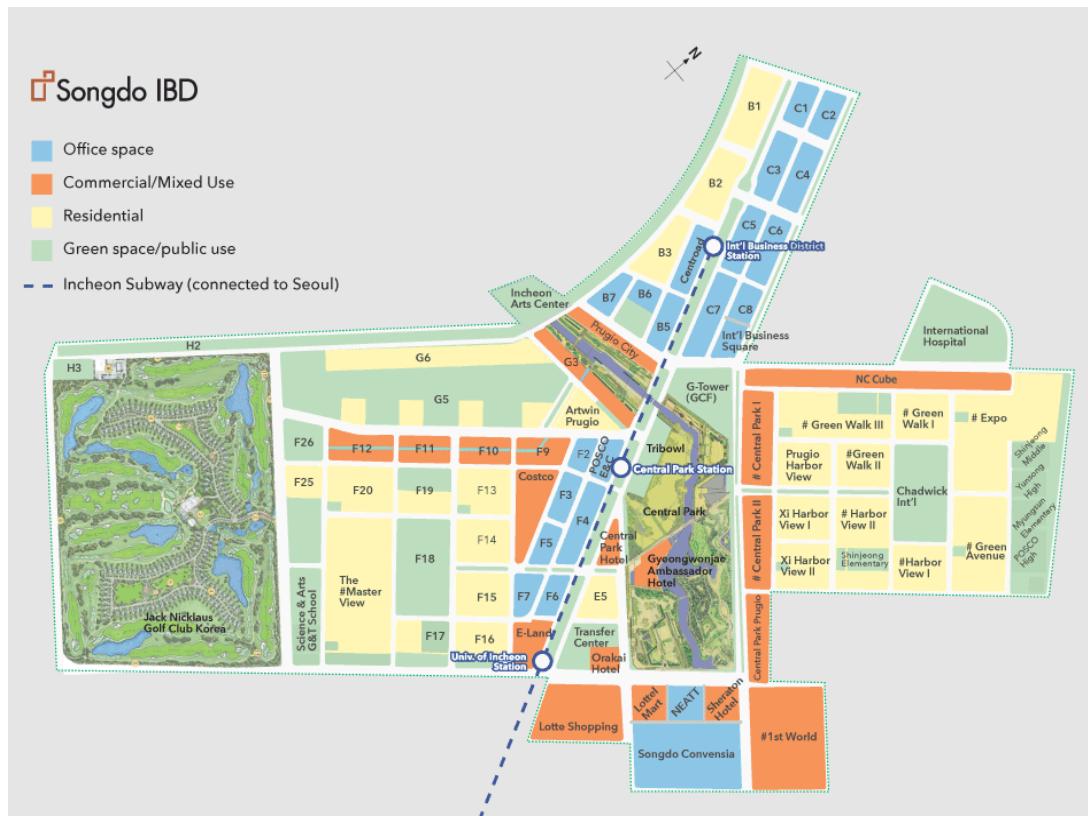 Songdo IBD
Office space
Commercial/Mixed Use
Residential
Green space/public use
Incheon Subway (connected to Seoul)
N
B1
C1
C2
B2
C3
C4
B3
Centroad
C5
C6
Int'l Business District
Station
B7
B6
B5
C7
C8
Int'l Business
Square
Incheon
Arts Center
Prugio City
G3
International
Hospital
H2
H3
G6
G5
Artwin
Prugio
G-Tower
(GCF)
NC Cube
F26
F12
F11
F10
F9
F2
POSCO
E&C
Tribowl
Central Park Station
# Central Park I
# Green Walk III
# Green
Walk I
# Expo
Prugio
Harbor
View
#Green
Walk II
Chadwick
Int'l
Shinjeong
Middle
Yunsong
High
Myungsun
Elementary
POSCO
High
F25
F20
F19
F13
Costco
F3
F4
F5
F14
F18
Central
Park
Hotel
Central Park
Gyeongwonjae
Ambassador
Hotel
# Central Park II
Xi Harbor
View I
# Harbor
View II
Xi Harbor
View II
Shinjeong
Elementary
#Harbor
View I
# Green
Avenue
Jack Nicklaus
Golf Club Korea
Science & Arts
G&T School
The
#Master
View
F17
F15
F16
F7
F6
E5
E-Land
Univ. of Incheon
Station
Transfer
Center
Orakai
Hotel
Central Park Prugio
Lotte Shopping
Lottel
Mart
NEATT
Sheraton
Hotel
Songdo Convensia
#1st World